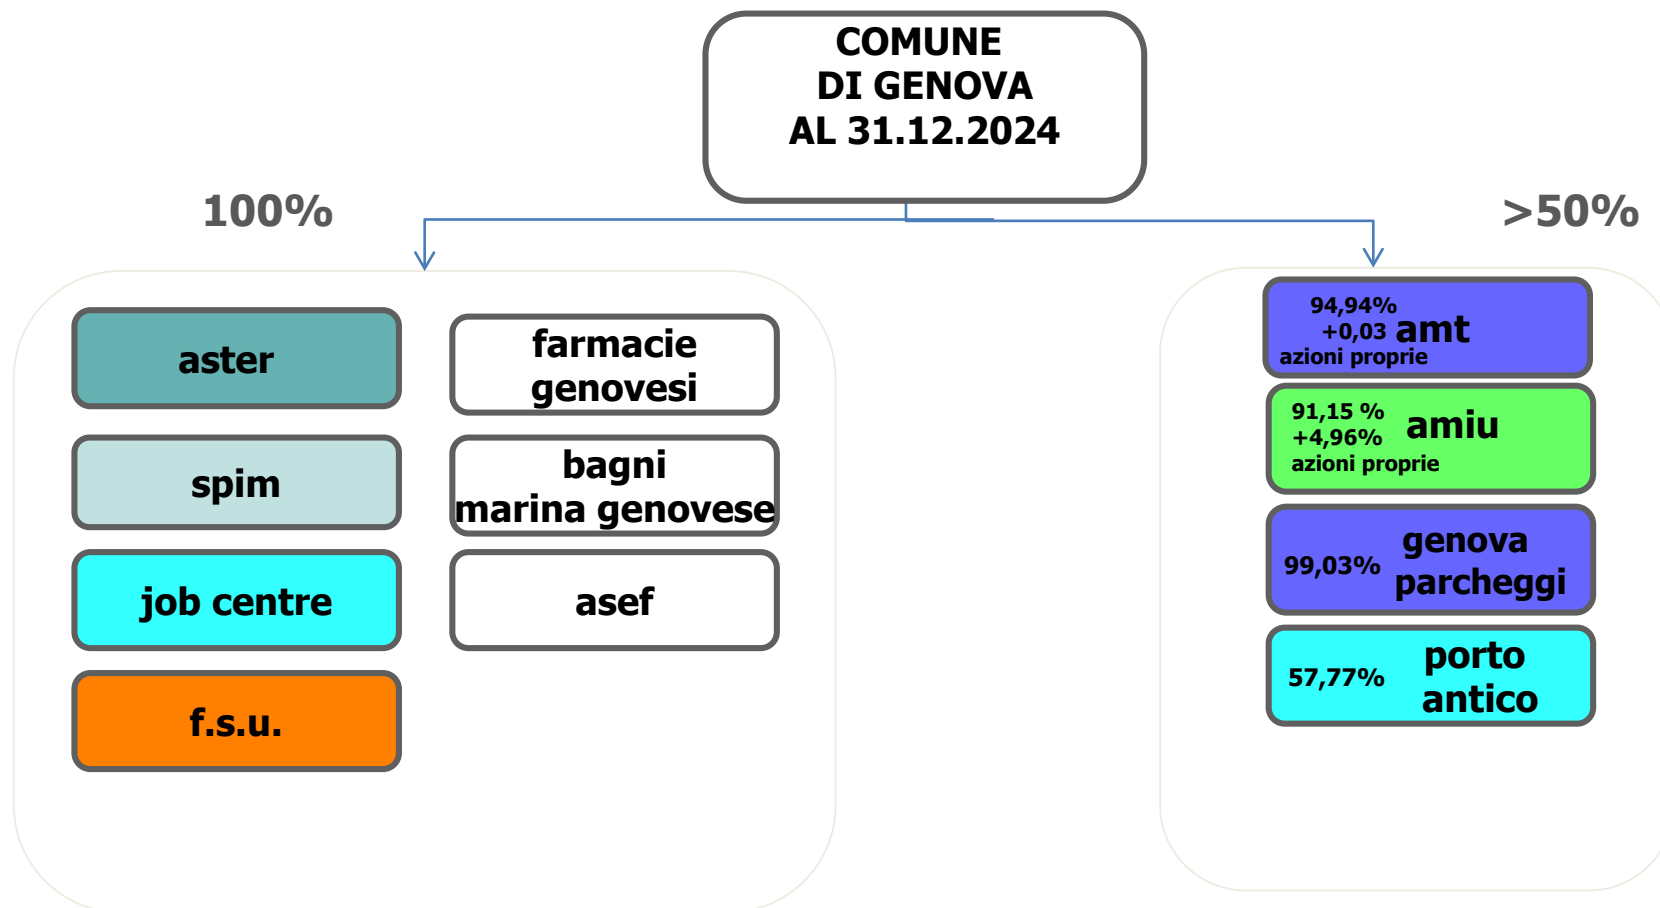 COMUNE
DI GENOVA
AL 31.12.2024
100%
>50%
aster
spim
job centre
f.s.u.
farmacie
genovesi
bagni
marina genovese
asef
94,94%
+0,03 amt
azioni proprie
91,15 %
+4,96% amiu
azioni proprie
genova
99,03% parcheggi
porto
57,77% antico